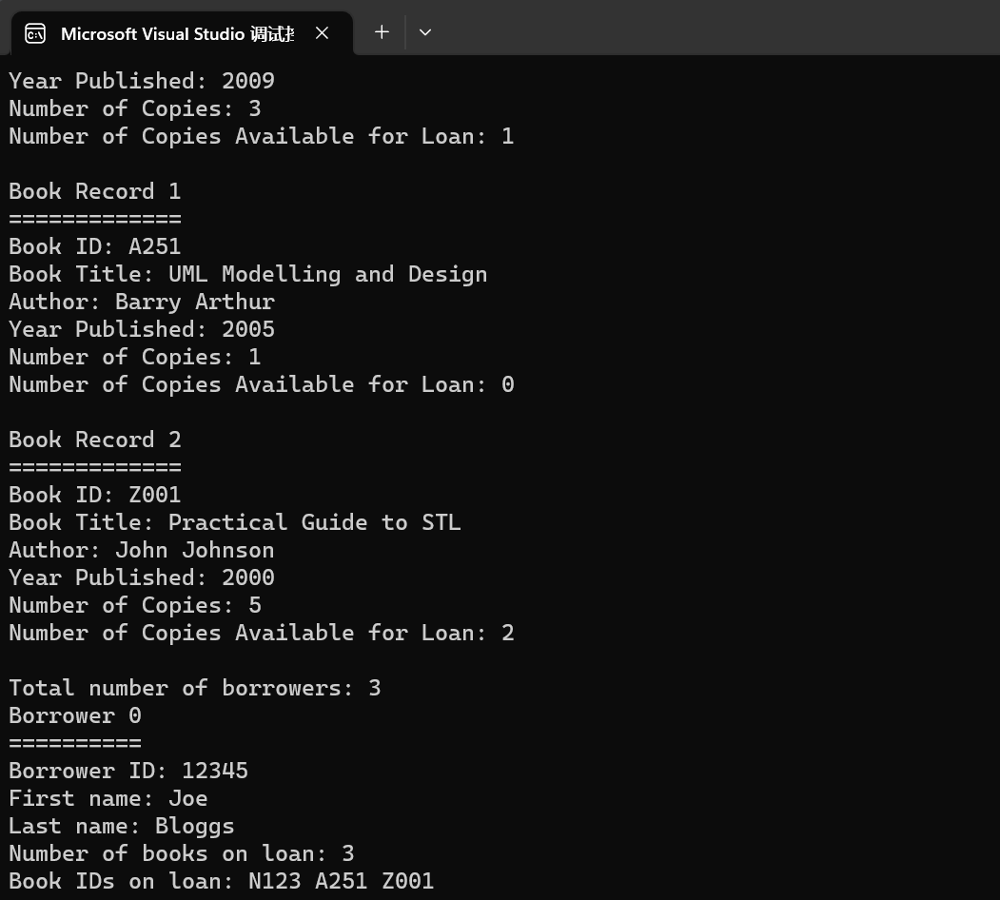 Microsoft Visual Studio 调试
Year Published: 2009
Number of Copies: 3
Number of Copies Available for Loan: 1
Book Record 1
=============
Book ID: A251
Book Title: UML Modelling and Design
Author: Barry Arthur
Year Published: 2005
Number of Copies: 1
Number of Copies Available for Loan: 0
Book Record 2
=============
Book ID: Z001
Book Title: Practical Guide to STL
Author: John Johnson
Year Published: 2000
Number of Copies: 5
Number of Copies Available for Loan: 2
Total number of borrowers: 3
Borrower 0
==========
Borrower ID: 12345
First name: Joe
Last name: Bloggs
Number of books on loan: 3
Book IDs on loan: N123 A251 Z001